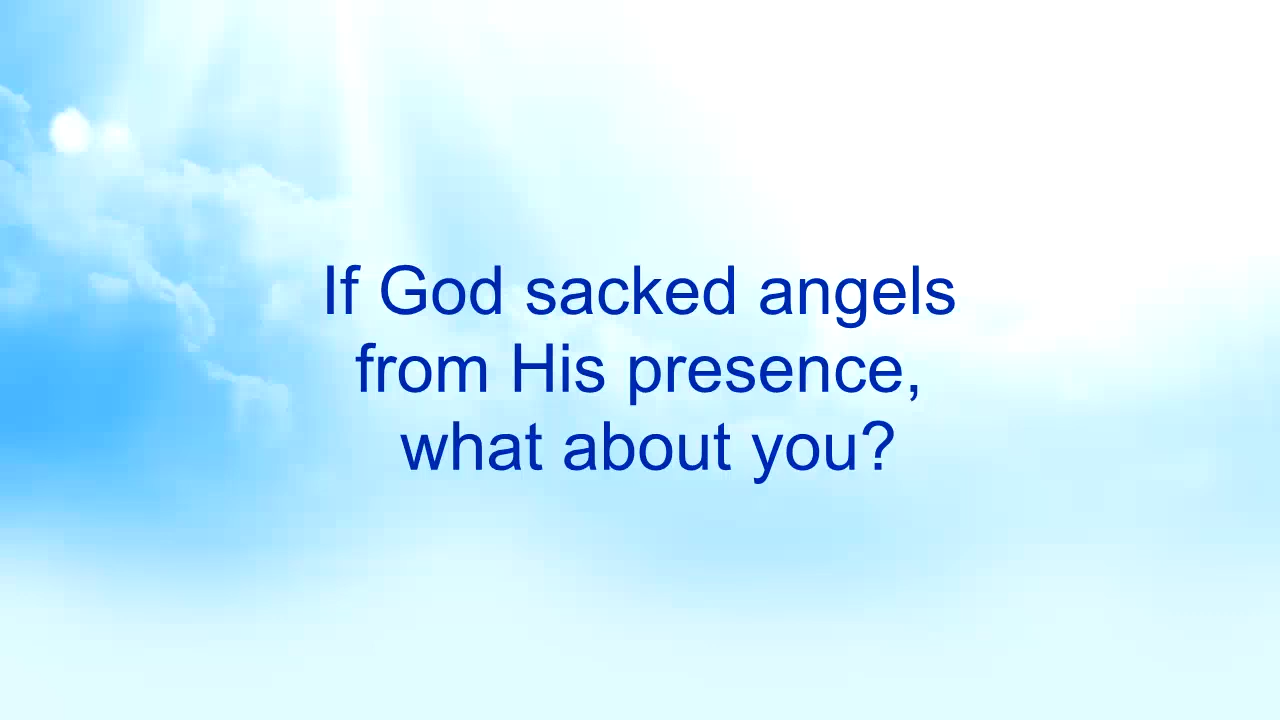 If God sacked angels
from His presence,
what about you?